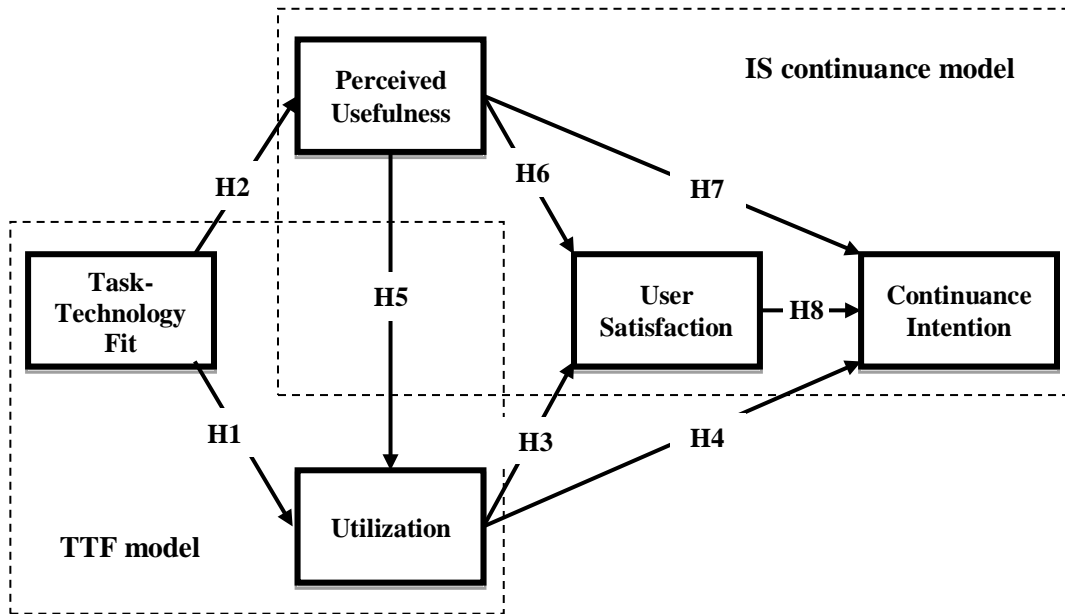 Perceived
Usefulness
IS continuance model
H2
H6
H7
Task-
Technology
Fit
H5
User
Satisfaction
H8
Continuance
Intention
H1
H3
H4
Utilization
TTF model